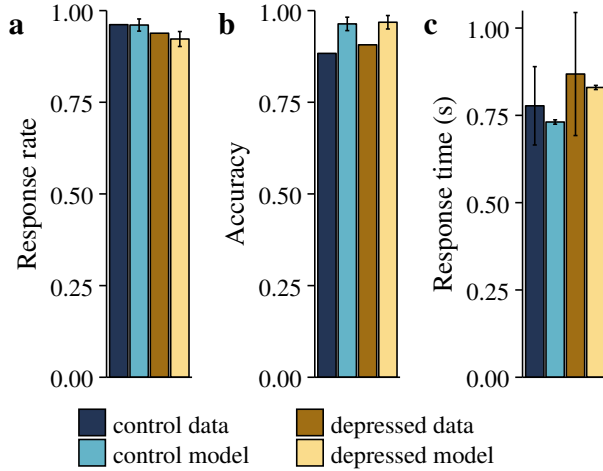 a
Response rate
1.00
0.75
0.50
0.25
0.00
b
Accuracy
1.00
0.75
0.50
0.25
0.00
c
Response time (s)
1.00
0.75
0.50
0.25
0.00
control data
control model
depressed data
depressed model